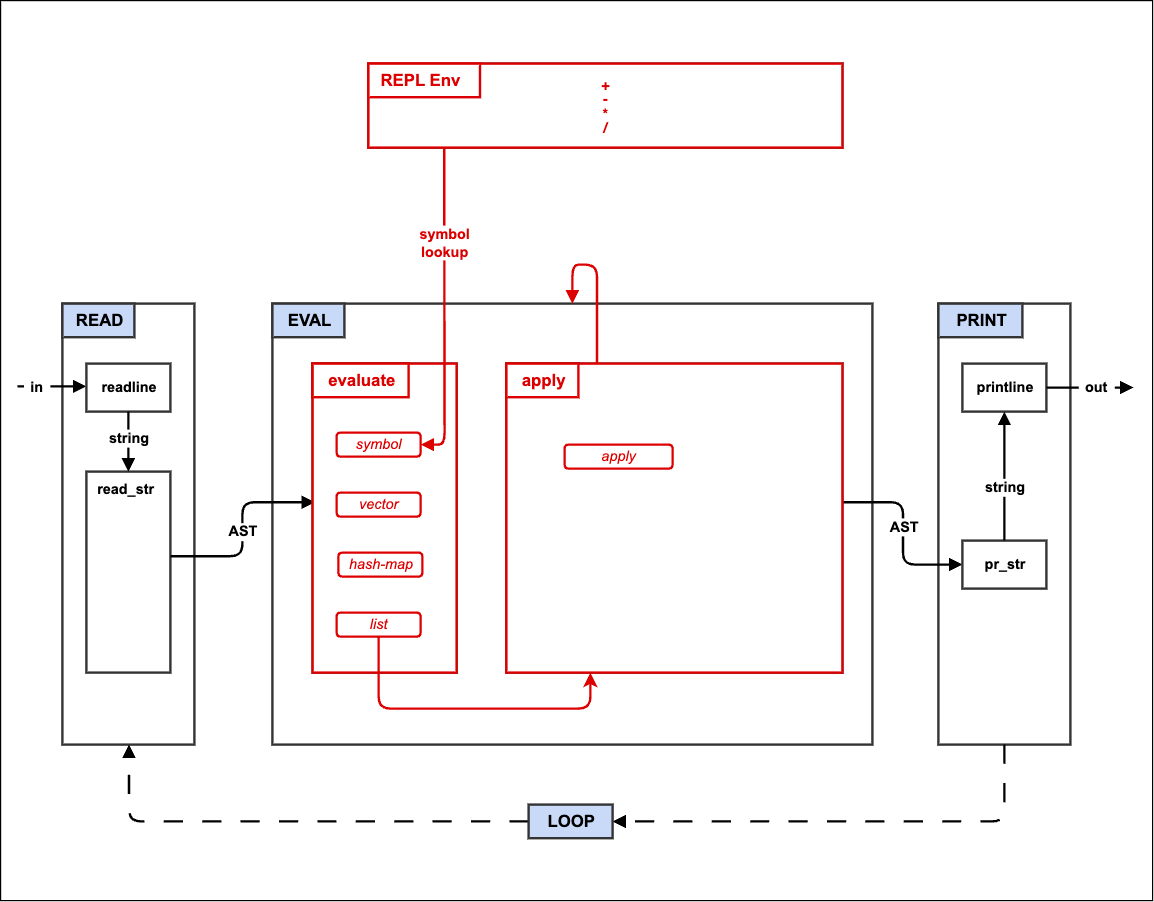 REPL Env
+
-
*
/
symbol
lookup
READ
EVAL
PRINT
in
readline
string
read_str
AST
evaluate
symbol
vector
hash-map
list
apply
apply
AST
printline
out
string
pr_str
LOOP